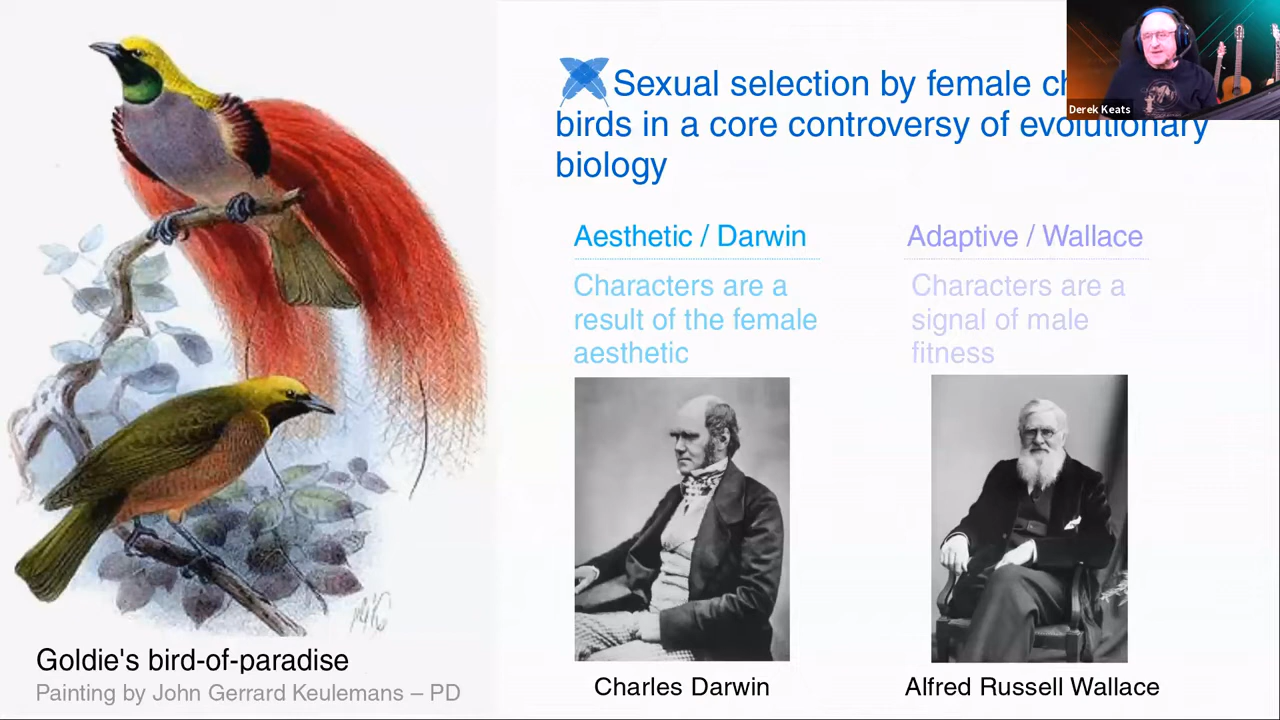 Sexual selection by female ch
birds in a core controversy of evolutionary
biology
Derek Keats
Aesthetic / Darwin
Characters are a
result of the female
aesthetic
Adaptive / Wallace
Characters are a
signal of male
fitness
Goldie's bird-of-paradise
Painting by John Gerrard Keulemans – PD
Charles Darwin
Alfred Russell Wallace